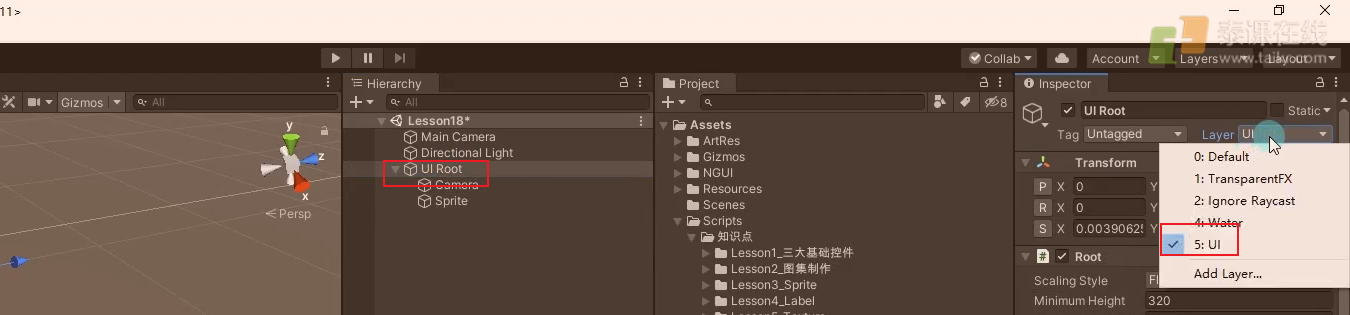 11>
泰课在线
www.taikr.com
Collab
Account
Layers
Layout
Gizmos
All
Hierarchy
All
Lesson18*
Main Camera
Directional Light
UI Root
Camera
Sprite
y
z
x
Persp
Project
8
Assets
ArtRes
Gizmos
NGUI
Resources
Scenes
Scripts
知识点
Lesson1_三大基础控件
Lesson2_图集制作
Lesson3_Sprite
Lesson4_Label
Lesson5_Texture
Inspector
UI Root
Static
Tag Untagged
Layer UI
0: Default
1: TransparentFX
2: Ignore Raycast
4: Water
5: UI
Add Layer...
Transform
P X 0 Y
R X 0 Y
S X 0.00390625 Y
# Root
Scaling Style Fl
Minimum Height 320